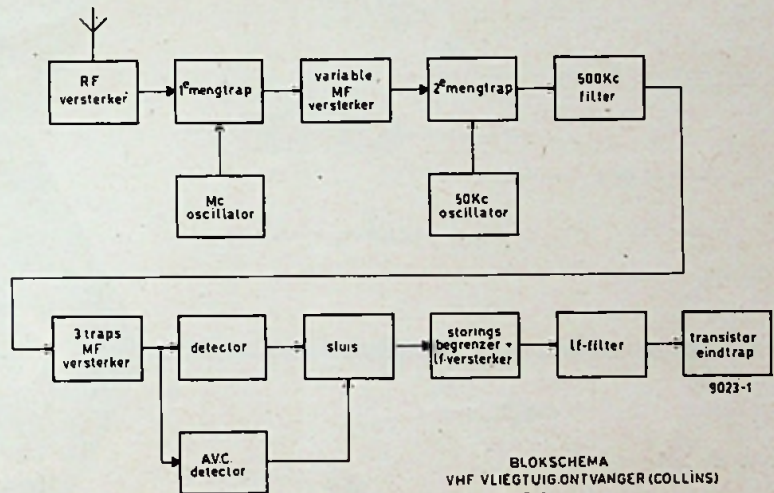 RF
versterker
1e mengtrap
variable
MF
versterker
2e mengtrap
500Kc
filter
Mc
oscillator
50Kc
oscillator
3 traps
MF
versterker
detector
sluis
storings
begrenzer +
lf-versterker
lf-filter
transistor
eindtrap
9023-1
A.V.C.
detector
BLOKSCHEMA
VHF VLIEGTUIG.ONTVANGER (COLLINS)